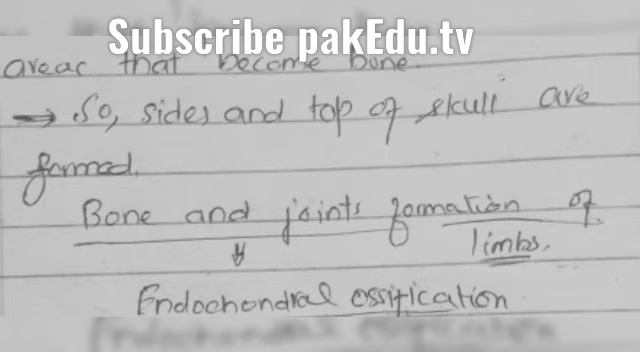 Subscribe pakEdu.tv
areas that become bone.
→ So, sides and top of skull are
formed.
Bone and joints formation of
limbs.
Endochondral ossification